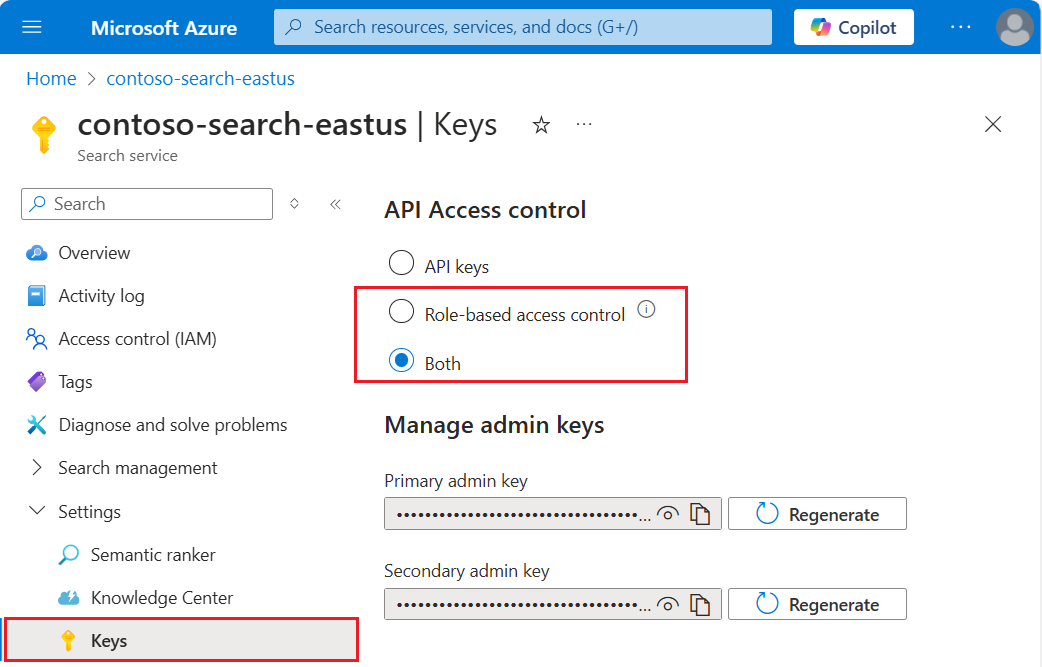 Microsoft Azure
Search resources, services, and docs (G+/)
Copilot
...
Home > contoso-search-eastus
contoso-search-eastus | Keys
...
Search service
Search
«
Overview
Activity log
Access control (IAM)
Tags
Diagnose and solve problems
Search management
Settings
Semantic ranker
Knowledge Center
Keys
API Access control
API keys
Role-based access control
Both
Manage admin keys
Primary admin key
••••••••••••••••••••••••••••••••••...
Regenerate
Secondary admin key
••••••••••••••••••••••••••••••••••...
Regenerate